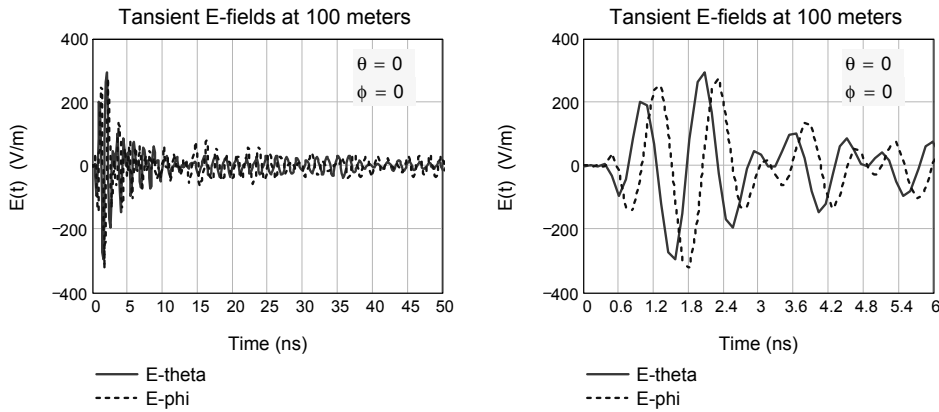 Tansient E-fields at 100 meters
400
200
0
−200
−400
E(t) (V/m)
θ = 0
ϕ = 0
0 5 10 15 20 25 30 35 40 45 50
Time (ns)
E-theta
E-phi
Tansient E-fields at 100 meters
400
200
0
−200
−400
E(t) (V/m)
θ = 0
ϕ = 0
0 0.6 1.2 1.8 2.4 3 3.6 4.2 4.8 5.4 6
Time (ns)
E-theta
E-phi